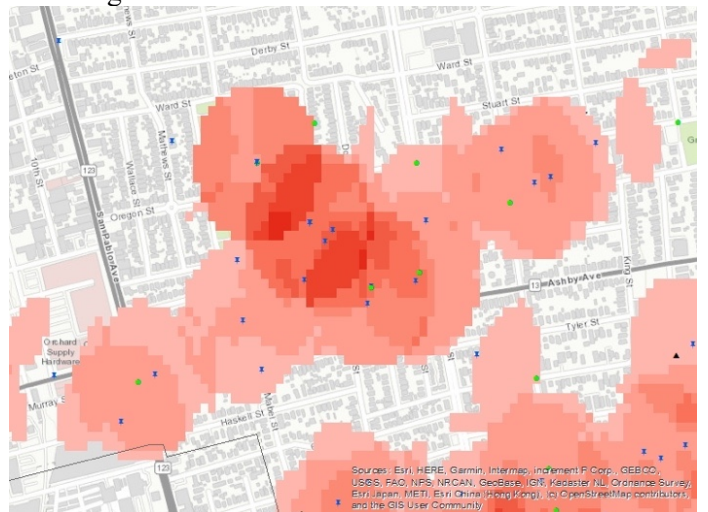 Derby St
Ward St
Ward St
Stuart St
10th St
Mathews St
Wallace St
123
Oregon St
San Pablo Ave
King St
13
Ashby Ave
Tyler St
Orchard
Supply
Hardware
Haskell St
Mabel St
123
Sources: Esri, HERE, Garmin, Intermap, increment P Corp., GEBCO,
USGS, FAO, NPS, NRCAN, GeoBase, IGN, Kadaster NL, Ordnance Survey,
Esri Japan, METI, Esri China (Hong Kong), (c) OpenStreetMap contributors,
and the GIS User Community